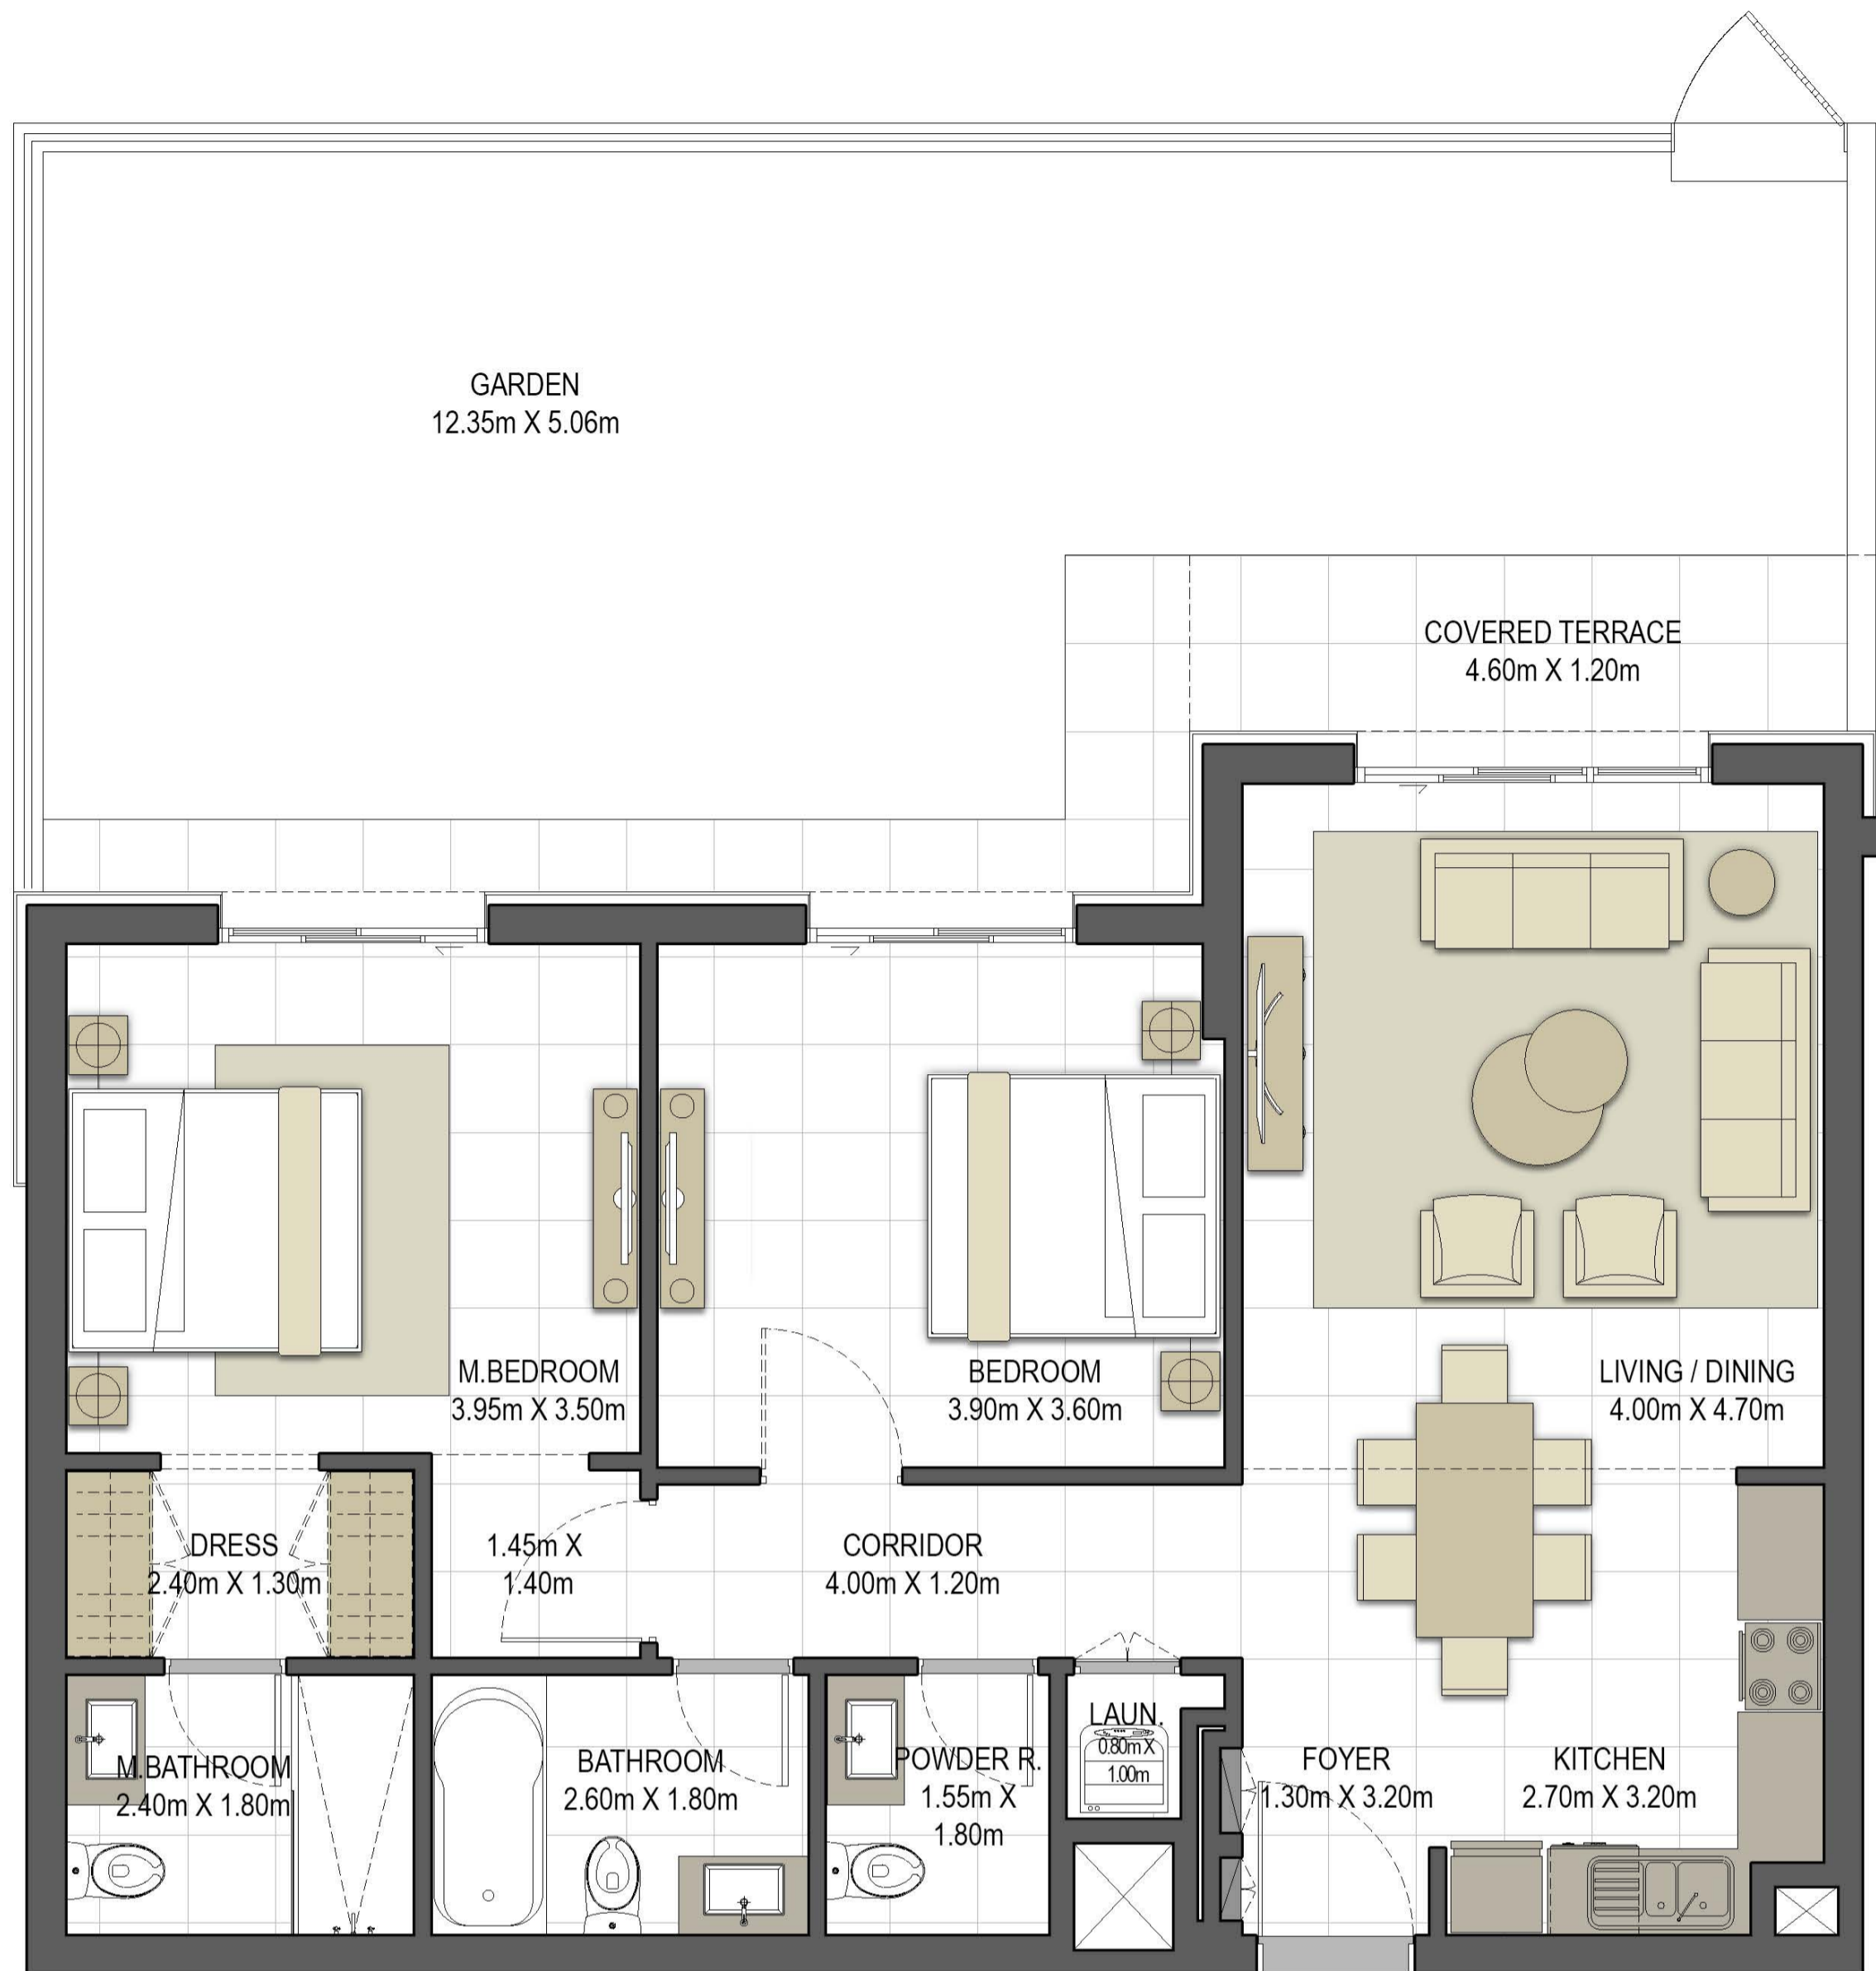 GARDEN
12.35m X 5.06m
COVERED TERRACE
4.60m X 1.20m
M.BEDROOM
3.95m X 3.50m
BEDROOM
3.90m X 3.60m
LIVING / DINING
4.00m X 4.70m
DRESS
2.40m X 1.30m
1.45m X
1.40m
CORRIDOR
4.00m X 1.20m
M.BATHROOM
2.40m X 1.80m
BATHROOM
2.60m X 1.80m
POWDER R.
1.55m X
1.80m
LAUN.
0.80m X
1.00m
FOYER
1.30m X 3.20m
KITCHEN
2.70m X 3.20m